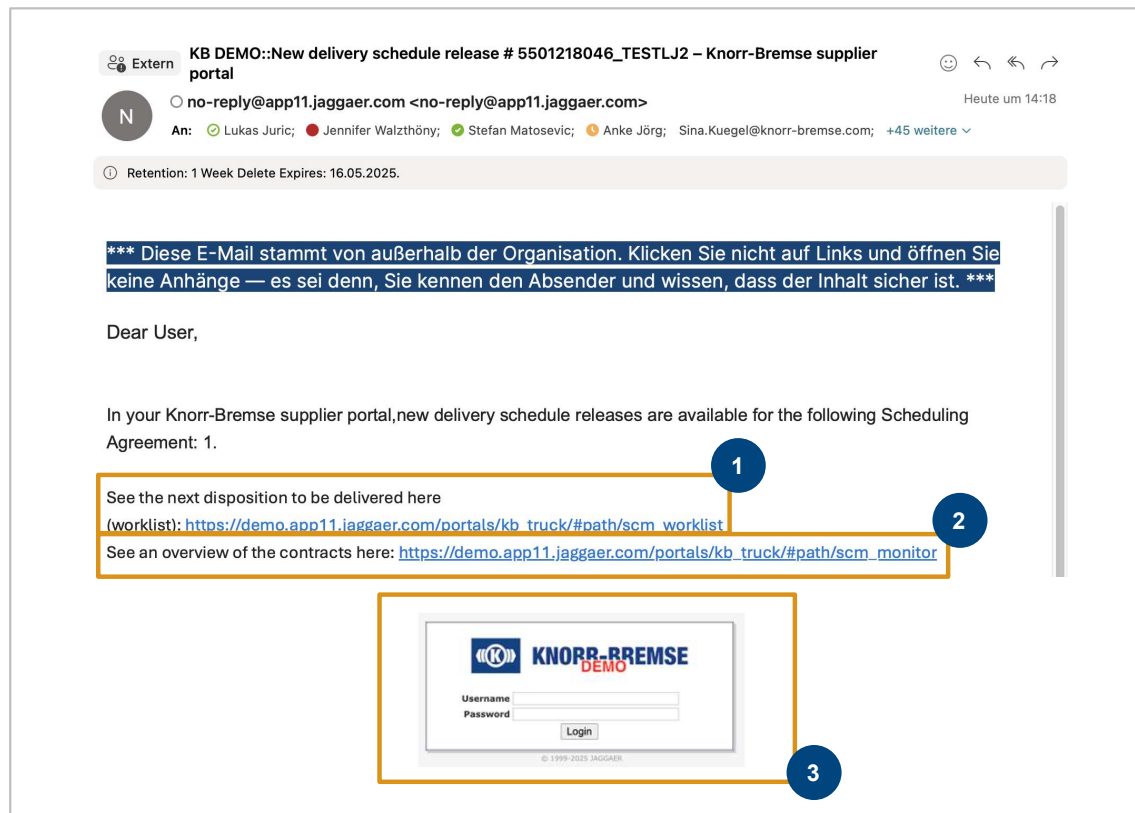 Extern
KB DEMO::New delivery schedule release # 5501218046_TESTLJ2 – Knorr-Bremse supplier
portal
N
no-reply@app11.jaggaer.com <no-reply@app11.jaggaer.com>
Heute um 14:18
An: Lukas Juric; Jennifer Walzthöny; Stefan Matosevic; Anke Jörg; Sina.Kuegel@knorr-bremse.com; +45 weitere
Retention: 1 Week Delete Expires: 16.05.2025.
*** Diese E-Mail stammt von außerhalb der Organisation. Klicken Sie nicht auf Links und öffnen Sie
keine Anhänge — es sei denn, Sie kennen den Absender und wissen, dass der Inhalt sicher ist. ***
Dear User,
In your Knorr-Bremse supplier portal,new delivery schedule releases are available for the following Scheduling
Agreement: 1.
1
See the next disposition to be delivered here
(worklist): https://demo.app11.jaggaer.com/portals/kb_truck/#path/scm_worklist
2
See an overview of the contracts here: https://demo.app11.jaggaer.com/portals/kb_truck/#path/scm_monitor
((K)) KNORR-BREMSE
DEMO
Username
Password
Login
© 1999-2025 JAGGAER
3